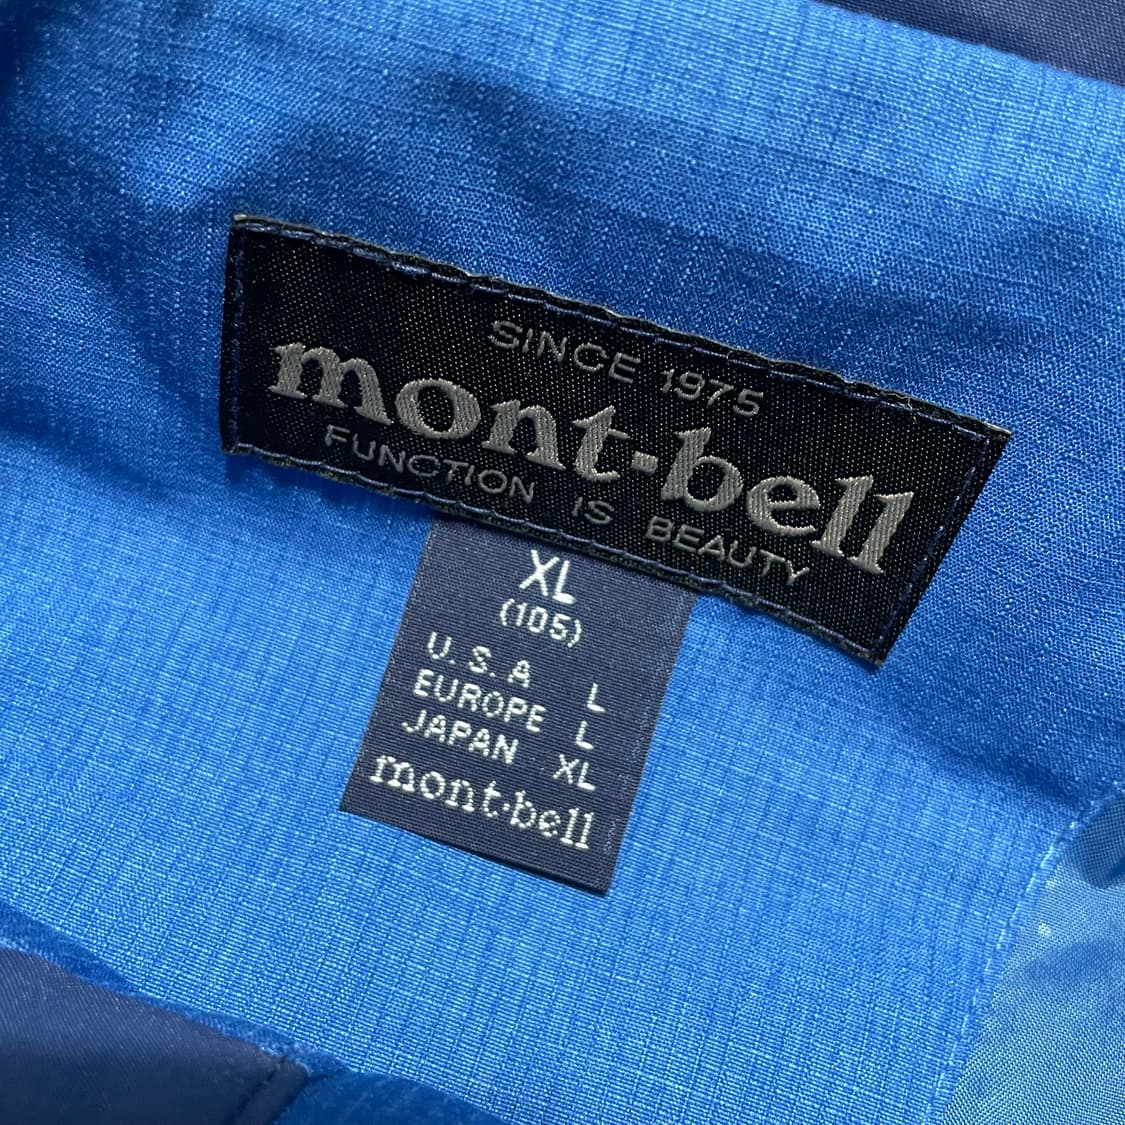 SINCE 1975
mont-bell
FUNCTION IS BEAUTY
XL
(105)
U.S.A L
EUROPE L
JAPAN XL
mont-bell